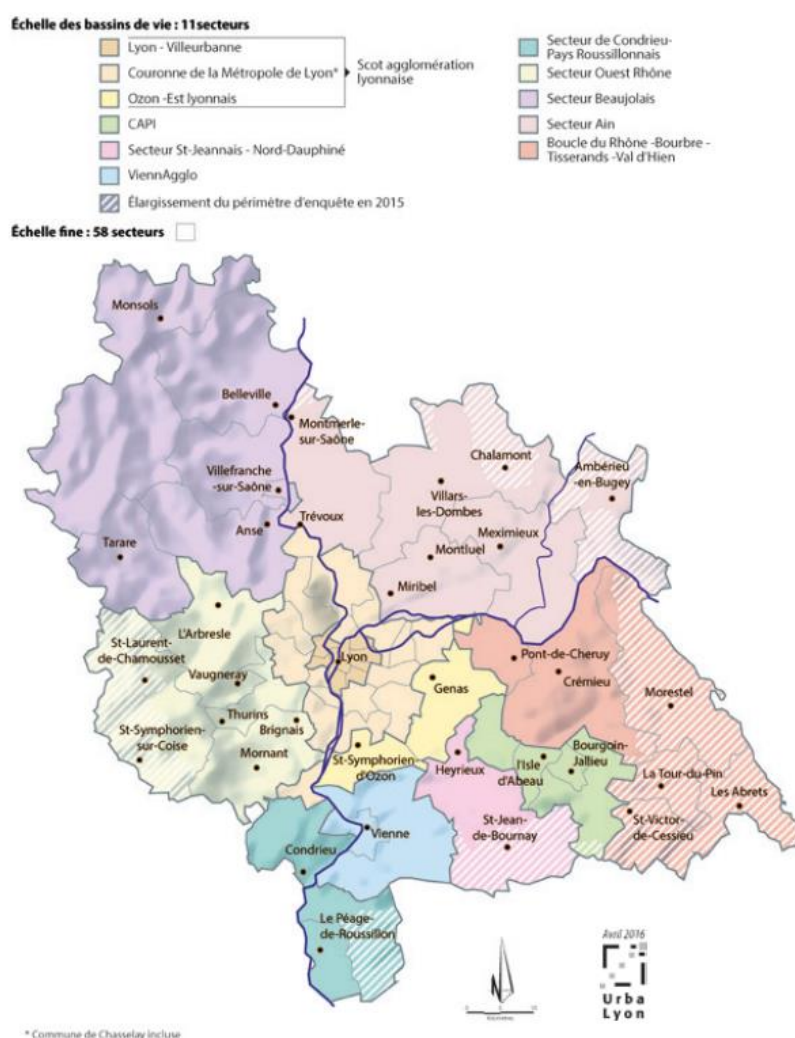 Échelle des bassins de vie : 11secteurs
Lyon - Villeurbanne
Couronne de la Métropole de Lyon*
Ozon -Est lyonnais
Scot agglomération
lyonnaise
CAPI
Secteur St-Jeannais - Nord-Dauphiné
ViennAgglo
Élargissement du périmètre d'enquête en 2015
Secteur de Condrieu-
Pays Roussillonnais
Secteur Ouest Rhône
Secteur Beaujolais
Secteur Ain
Boucle du Rhône -Bourbre -
Tisserands -Val d'Hien
Échelle fine : 58 secteurs
Monsols
Belleville
Montmerle-
sur-Saône
Chalamont
Ambérieu
-en-Bugey
Villefranche
-sur-Saône
Villars-
les-Dombes
Anse
Trévoux
Meximieux
Tarare
Montluel
Miribel
L'Arbresle
St-Laurent-
de-Chamousset
Lyon
Pont-de-Cheruy
Vaugneray
Genas
Crémieu
Morestel
Thurins
Brignais
St-Symphorien-
sur-Coise
Mornant
St-Symphorien
d'Ozon
Heyrieux
l'Isle
d'Abeau
Bourgoin-
Jallieu
La Tour-du-Pin
Les Abrets
Vienne
St-Jean-
de-Bournay
St-Victor-
de-Cessieu
Condrieu
Le Péage-
de-Roussillon
Avril 2016
N
Urba
Lyon
* Commune de Chasselay incluse